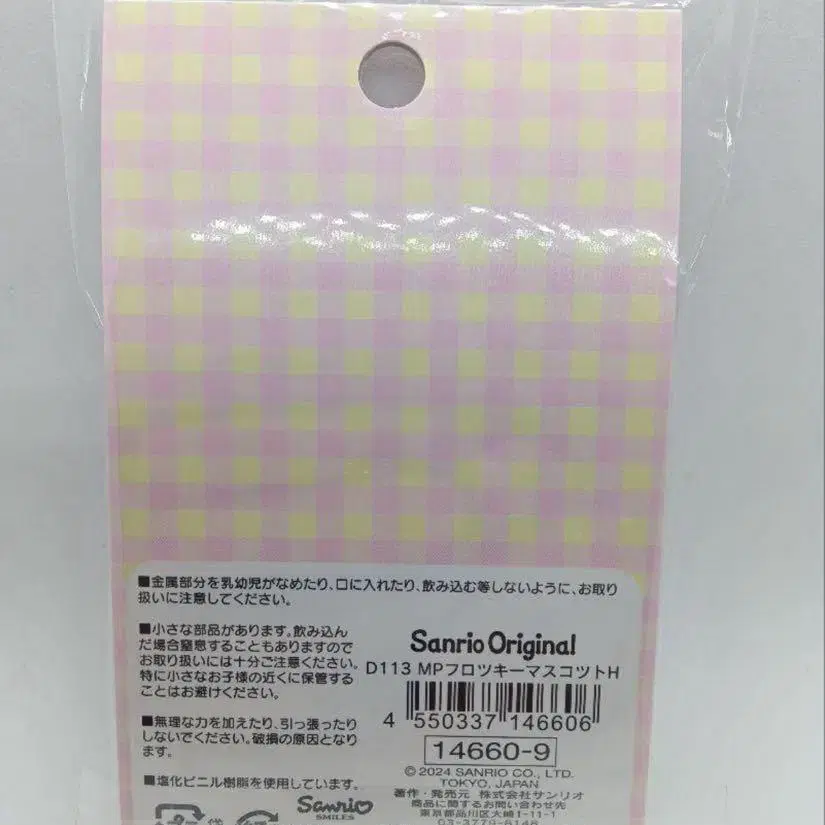 ■金属部分を乳幼児がなめたり、口に入れたり、飲み込む等しないように、お取り
扱いに注意してください。
■小さな部品があります。飲み込ん
だ場合窒息することもありますので
お取り扱いには十分ご注意ください。
特に小さなお子様の近くに保管する
ことはお避けください。
■無理な力を加えたり、引っ張ったり
しないでください。破損の原因となり
ます。
■塩化ビニル樹脂を使用しています。
袋
Sanrio
SMILES
Sanrio Original
D113 MPフロツキーマスコツトH
4 550337 146606
14660-9
© 2024 SANRIO CO., LTD.
TOKYO, JAPAN
著作・発売元 株式会社サンリオ
商品に関するお問い合わせ先
東京都品川区大崎1-11-1
03-3779-8148